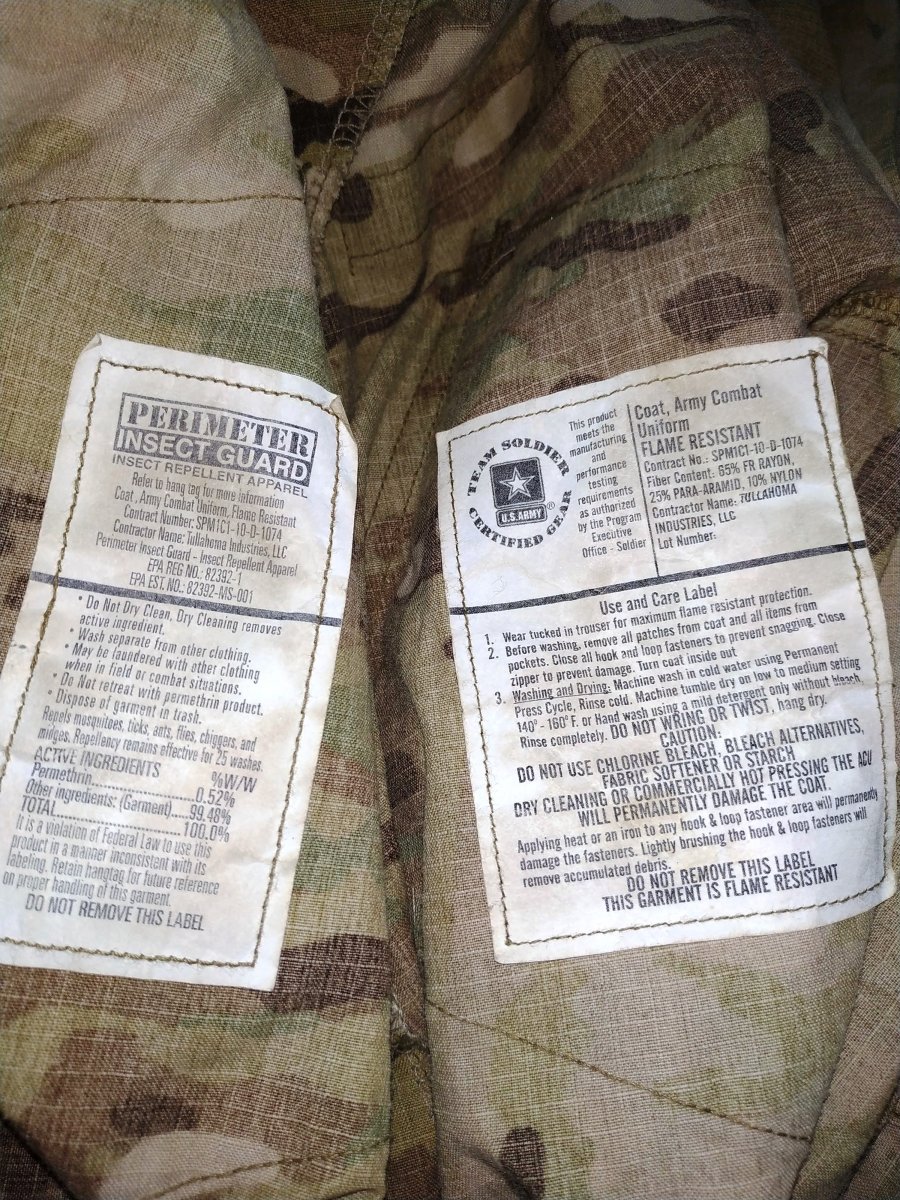 PERIMETER
INSECT GUARD
INSECT REPELLENT APPAREL
Refer to hang tag for more information
Coat, Army Combat Uniform, Flame Resistant
Contract Number: SPM1C1-10-D-1074
Contractor Name: Tullahoma Industries, LLC
Perimeter Insect Guard - Insect Repellent Apparel
EPA REG NO.: 82392-1
EPA EST. NO.: 82392-MS-001
• Do Not Dry Clean, Dry Cleaning removes
active ingredient.
• Wash separate from other clothing.
• May be laundered with other clothing
when in field or combat situations.
• Do Not retreat with permethrin product.
• Dispose of garment in trash.
Repels mosquitoes, ticks, ants, flies, chiggers, and
midges. Repellency remains effective for 25 washes.
ACTIVE INGREDIENTS %W/W
Permethrin...................0.52%
Other ingredients: (Garment).....99.48%
TOTAL........................100.0%
It is a violation of Federal Law to use this
product in a manner inconsistent with its
labeling. Retain hangtag for future reference
on proper handling of this garment.
DO NOT REMOVE THIS LABEL
TEAM SOLDIER
U.S. ARMY ®
CERTIFIED GEAR
This product
meets the
manufacturing
and
performance
testing
requirements
as authorized
by the Program
Executive
Office - Soldier
Coat, Army Combat
Uniform
FLAME RESISTANT
Contract No.: SPM1C1-10-D-1074
Fiber Content: 65% FR RAYON,
25% PARA-ARAMID, 10% NYLON
Contractor Name: TULLAHOMA
INDUSTRIES, LLC
Lot Number:
Use and Care Label
1. Wear tucked in trouser for maximum flame resistant protection.
2. Before washing, remove all patches from coat and all items from
pockets. Close all hook and loop fasteners to prevent snagging. Close
zipper to prevent damage. Turn coat inside out
3. Washing and Drying: Machine wash in cold water using Permanent
Press Cycle, Rinse cold. Machine tumble dry on low to medium setting
140° - 160° F. or Hand wash using a mild detergent only without bleach.
Rinse completely. DO NOT WRING OR TWIST, hang dry.
CAUTION:
DO NOT USE CHLORINE BLEACH, BLEACH ALTERNATIVES,
FABRIC SOFTENER OR STARCH
DRY CLEANING OR COMMERCIALLY HOT PRESSING THE ACU
WILL PERMANENTLY DAMAGE THE COAT.
Applying heat or an iron to any hook & loop fastener area will permanently
damage the fasteners. Lightly brushing the hook & loop fasteners will
remove accumulated debris.
DO NOT REMOVE THIS LABEL
THIS GARMENT IS FLAME RESISTANT